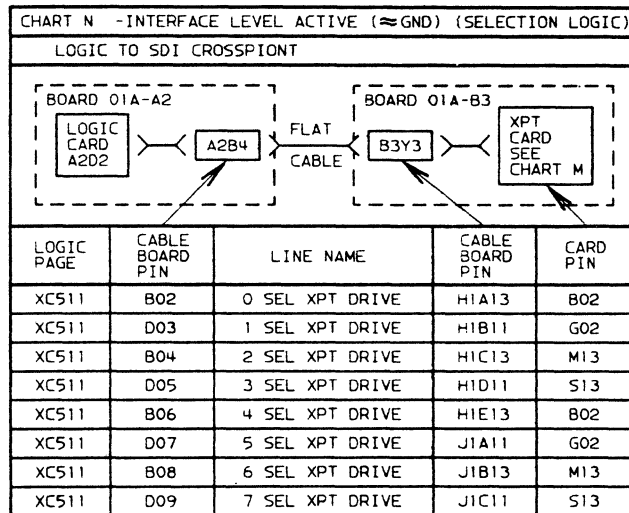 CHART N -INTERFACE LEVEL ACTIVE (≈GND) (SELECTION LOGIC)
LOGIC TO SDI CROSSPIONT
BOARD 01A-A2
BOARD 01A-B3
LOGIC
CARD
A2D2
A2B4
FLAT
CABLE
B3Y3
XPT
CARD
SEE
CHART M
LOGIC PAGE
CABLE BOARD PIN
LINE NAME
CABLE BOARD PIN
CARD PIN
XC511 B02 0 SEL XPT DRIVE H1A13 B02
XC511 D03 1 SEL XPT DRIVE H1B11 G02
XC511 B04 2 SEL XPT DRIVE H1C13 M13
XC511 D05 3 SEL XPT DRIVE H1D11 S13
XC511 B06 4 SEL XPT DRIVE H1E13 B02
XC511 D07 5 SEL XPT DRIVE J1A11 G02
XC511 B08 6 SEL XPT DRIVE J1B13 M13
XC511 D09 7 SEL XPT DRIVE J1C11 S13